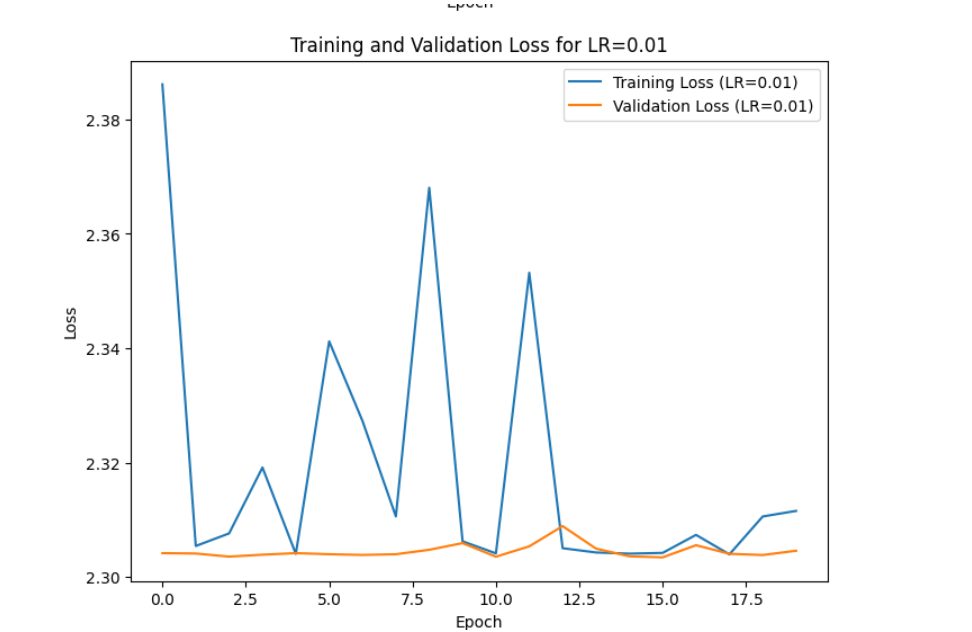 Epoch
Training and Validation Loss for LR=0.01
Training Loss (LR=0.01)
Validation Loss (LR=0.01)
2.38
2.36
2.34
2.32
2.30
Loss
0.0 2.5 5.0 7.5 10.0 12.5 15.0 17.5
Epoch